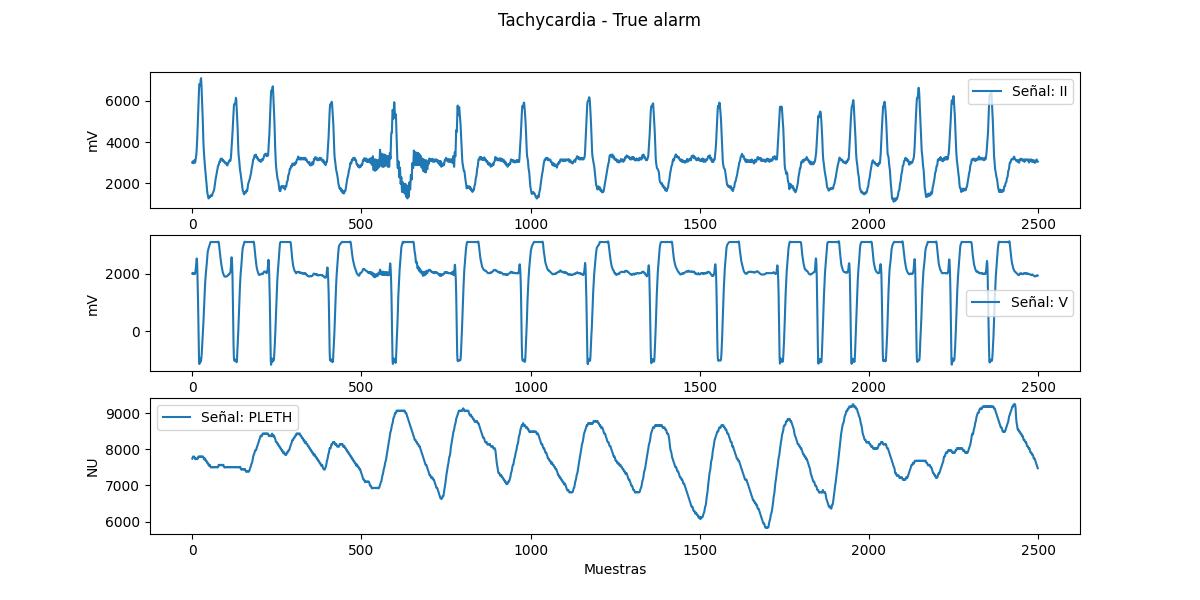 Tachycardia - True alarm
Señal: II
mV
6000
4000
2000
0 500 1000 1500 2000 2500
Señal: V
mV
2000
0
0 500 1000 1500 2000 2500
Señal: PLETH
NU
9000
8000
7000
6000
0 500 1000 1500 2000 2500
Muestras